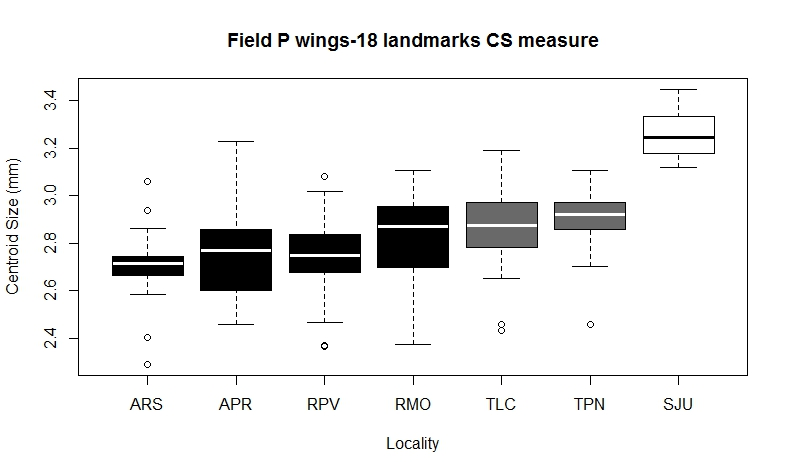 Field P wings-18 landmarks CS measure
Centroid Size (mm)
3.4
3.2
3.0
2.8
2.6
2.4
ARS APR RPV RMO TLC TPN SJU
Locality